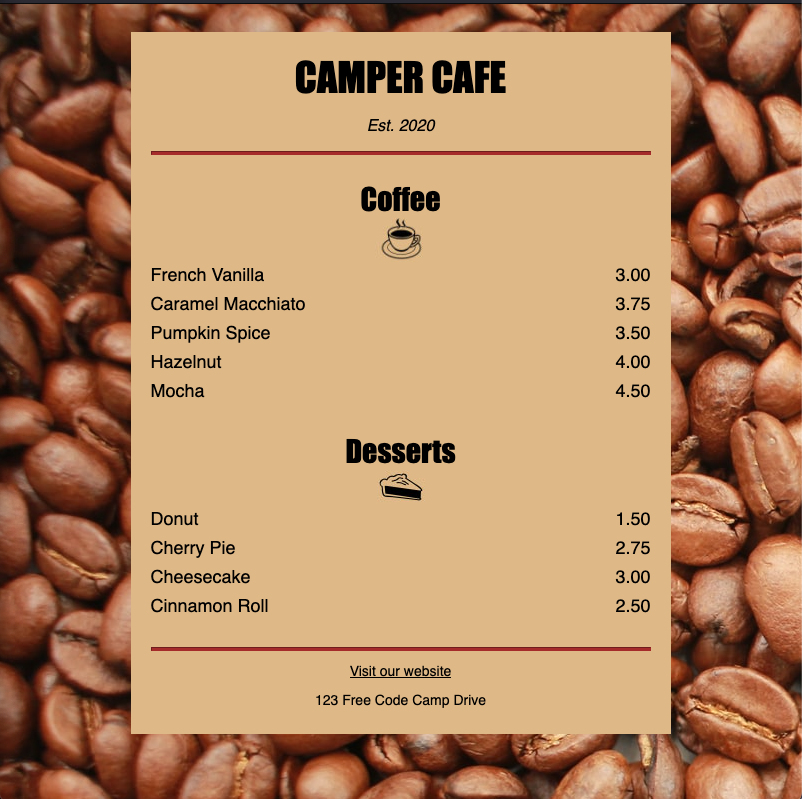 CAMPER CAFE
Est. 2020
Coffee
French Vanilla 3.00
Caramel Macchiato 3.75
Pumpkin Spice 3.50
Hazelnut 4.00
Mocha 4.50
Desserts
Donut 1.50
Cherry Pie 2.75
Cheesecake 3.00
Cinnamon Roll 2.50
Visit our website
123 Free Code Camp Drive